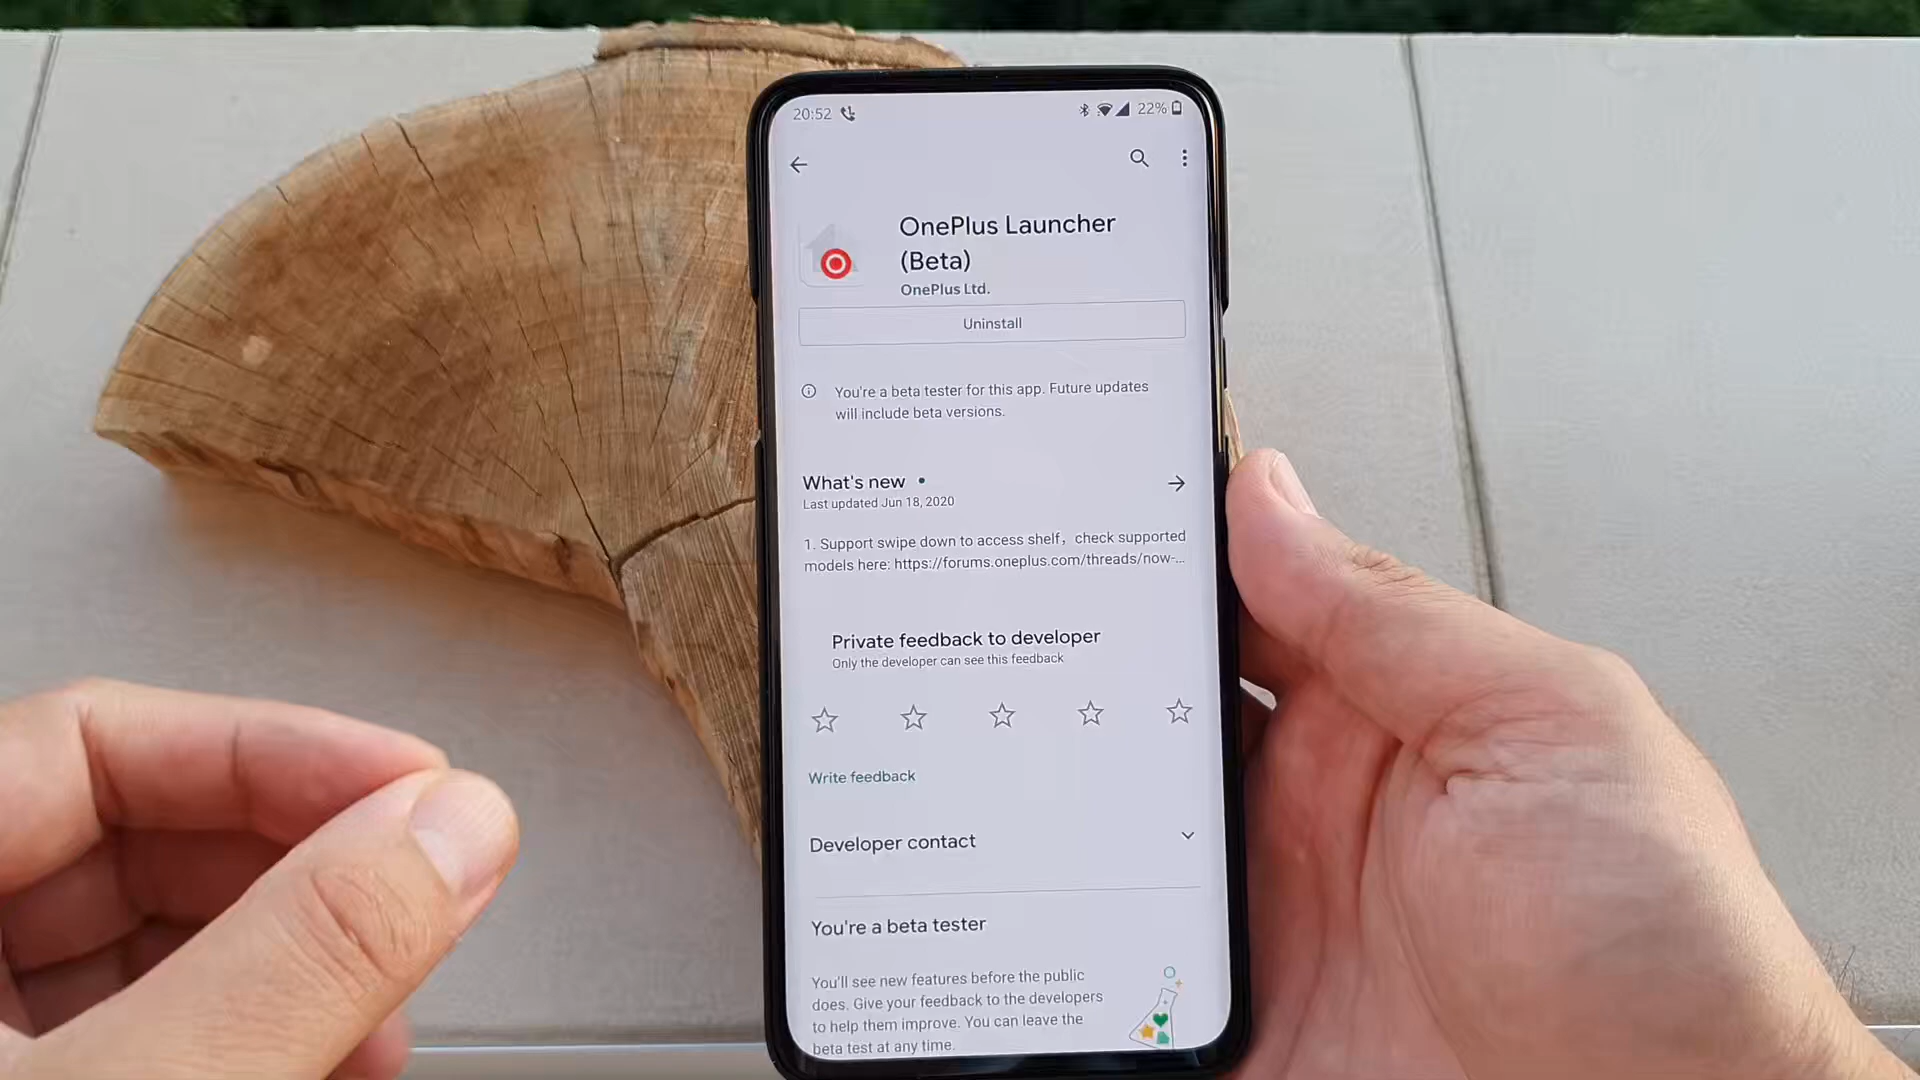 20:52
22%
OnePlus Launcher
(Beta)
OnePlus Ltd.
Uninstall
You're a beta tester for this app. Future updates
will include beta versions.
What's new •
Last updated Jun 18, 2020
1. Support swipe down to access shelf，check supported
models here: https://forums.oneplus.com/threads/now-...
Private feedback to developer
Only the developer can see this feedback
Write feedback
Developer contact
You're a beta tester
You'll see new features before the public
does. Give your feedback to the developers
to help them improve. You can leave the
beta test at any time.